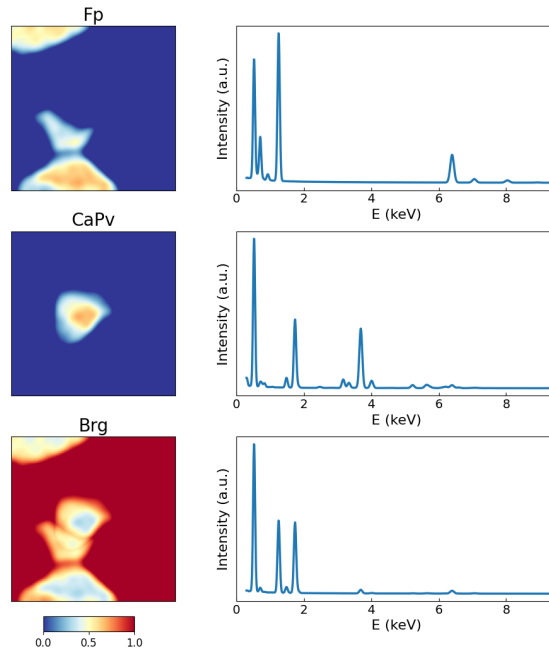 Fp
Intensity (a.u.)
0 2 4 6 8
E (keV)
CaPv
Intensity (a.u.)
0 2 4 6 8
E (keV)
Brg
Intensity (a.u.)
0 2 4 6 8
E (keV)
0.0 0.5 1.0